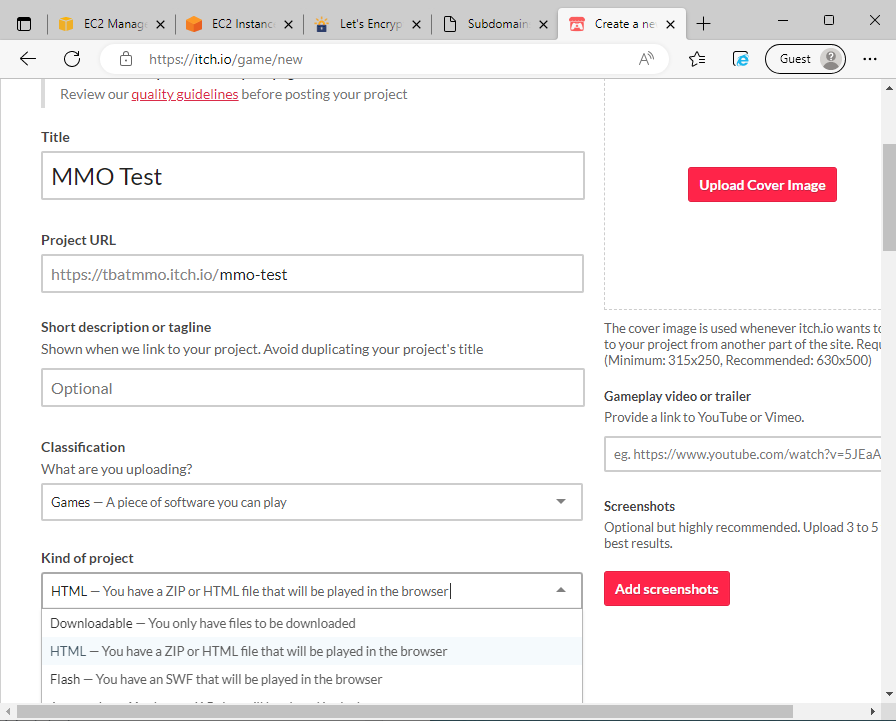 EC2 Manag
EC2 Instanc
Let's Encryp
Subdomain
Create a ne
https://itch.io/game/new
Guest
Review our quality guidelines before posting your project
Title
MMO Test
Upload Cover Image
Project URL
https://tbatmmo.itch.io/mmo-test
Short description or tagline
Shown when we link to your project. Avoid duplicating your project's title
Optional
The cover image is used whenever itch.io wants to
to your project from another part of the site. Requ
(Minimum: 315x250, Recommended: 630x500)
Gameplay video or trailer
Provide a link to YouTube or Vimeo.
eg. https://www.youtube.com/watch?v=5JEaA
Classification
What are you uploading?
Games — A piece of software you can play
Screenshots
Optional but highly recommended. Upload 3 to 5
best results.
Add screenshots
Kind of project
HTML — You have a ZIP or HTML file that will be played in the browser
Downloadable — You only have files to be downloaded
HTML — You have a ZIP or HTML file that will be played in the browser
Flash — You have an SWF that will be played in the browser